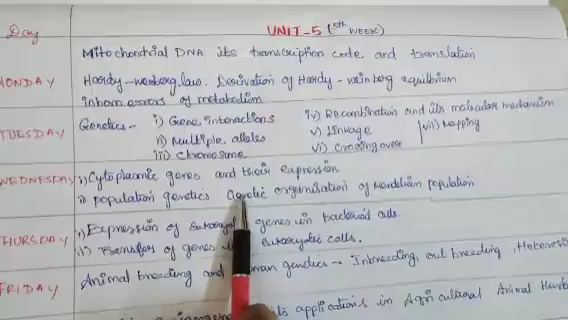 Day UNIT-5 (5th WEEK)
Mitochondrial DNA its transcription code and translation
MONDAY Hardy-weinberg law. Derivation of Hardy-weinberg equilibrium
inborn errors of metabolism
TUESDAY Genetics - i) Gene interactions iv) Recombination and its molecular mechanism
ii) Multiple alleles v) Linkage vii) Mapping
iii) chromosome vi) crossing over
WEDNESDAY i) Cytoplasmic genes and their expression
ii) population genetics Genetic organisation of Mendelian population
THURSDAY i) Expression of eukaryotic genes in bacterial cells.
ii) Transfer of genes eukaryotic cells.
FRIDAY Animal breeding and human genetics → Inbreeding, out breeding, Heterosis
its applications in Agricultural Animal Husb